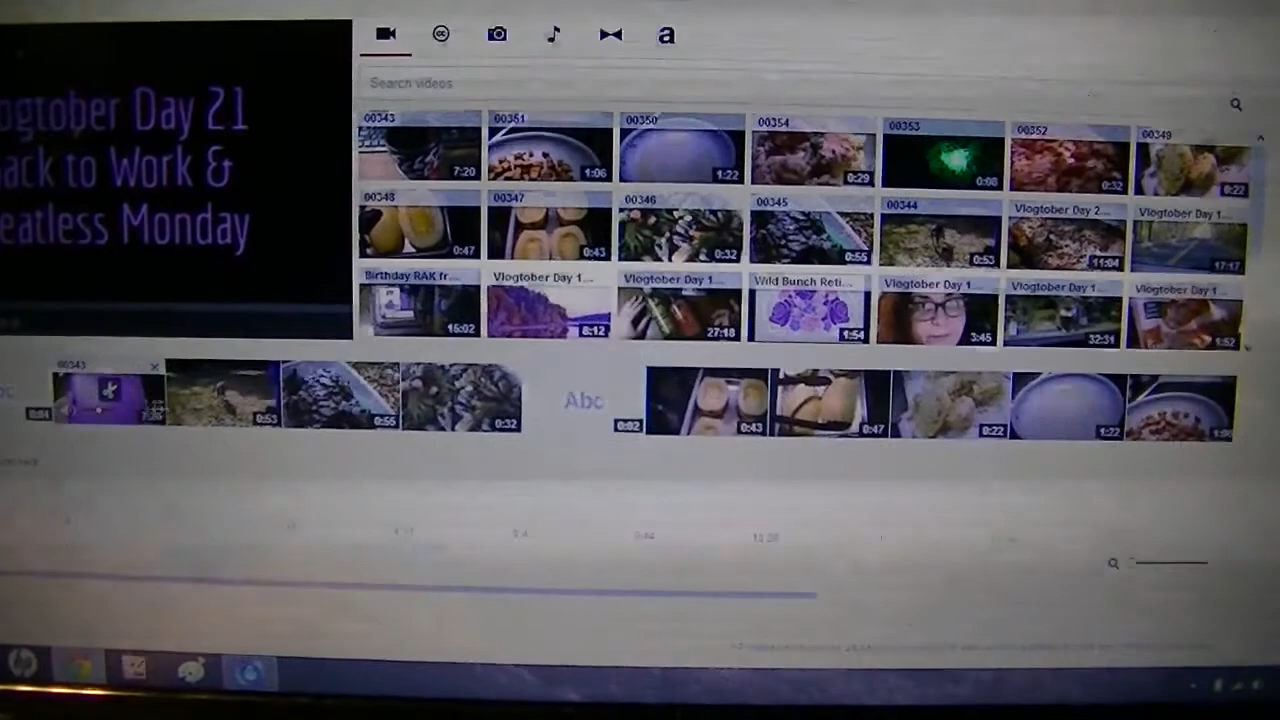 ogtober Day 21
ack to Work &
eatless Monday
a
Search videos
00343 00351 00350 00354 00353 00352 00349
7:20 1:06 1:22 0:29 0:08 0:32 0:22
00348 00347 00346 00345 00344 Vlogtober Day 2... Vlogtober Day 1...
0:47 0:43 0:32 0:55 0:53 11:04 17:17
Birthday RAK fr... Vlogtober Day 1... Vlogtober Day 1... Wild Bunch Reti... Vlogtober Day 1... Vlogtober Day 1... Vlogtober Day 1...
15:02 8:12 27:18 1:54 3:45 32:31 1:52
00343
Abc
0:04 0:53 0:55 0:32 0:02 0:43 0:47 0:22 1:22
hp